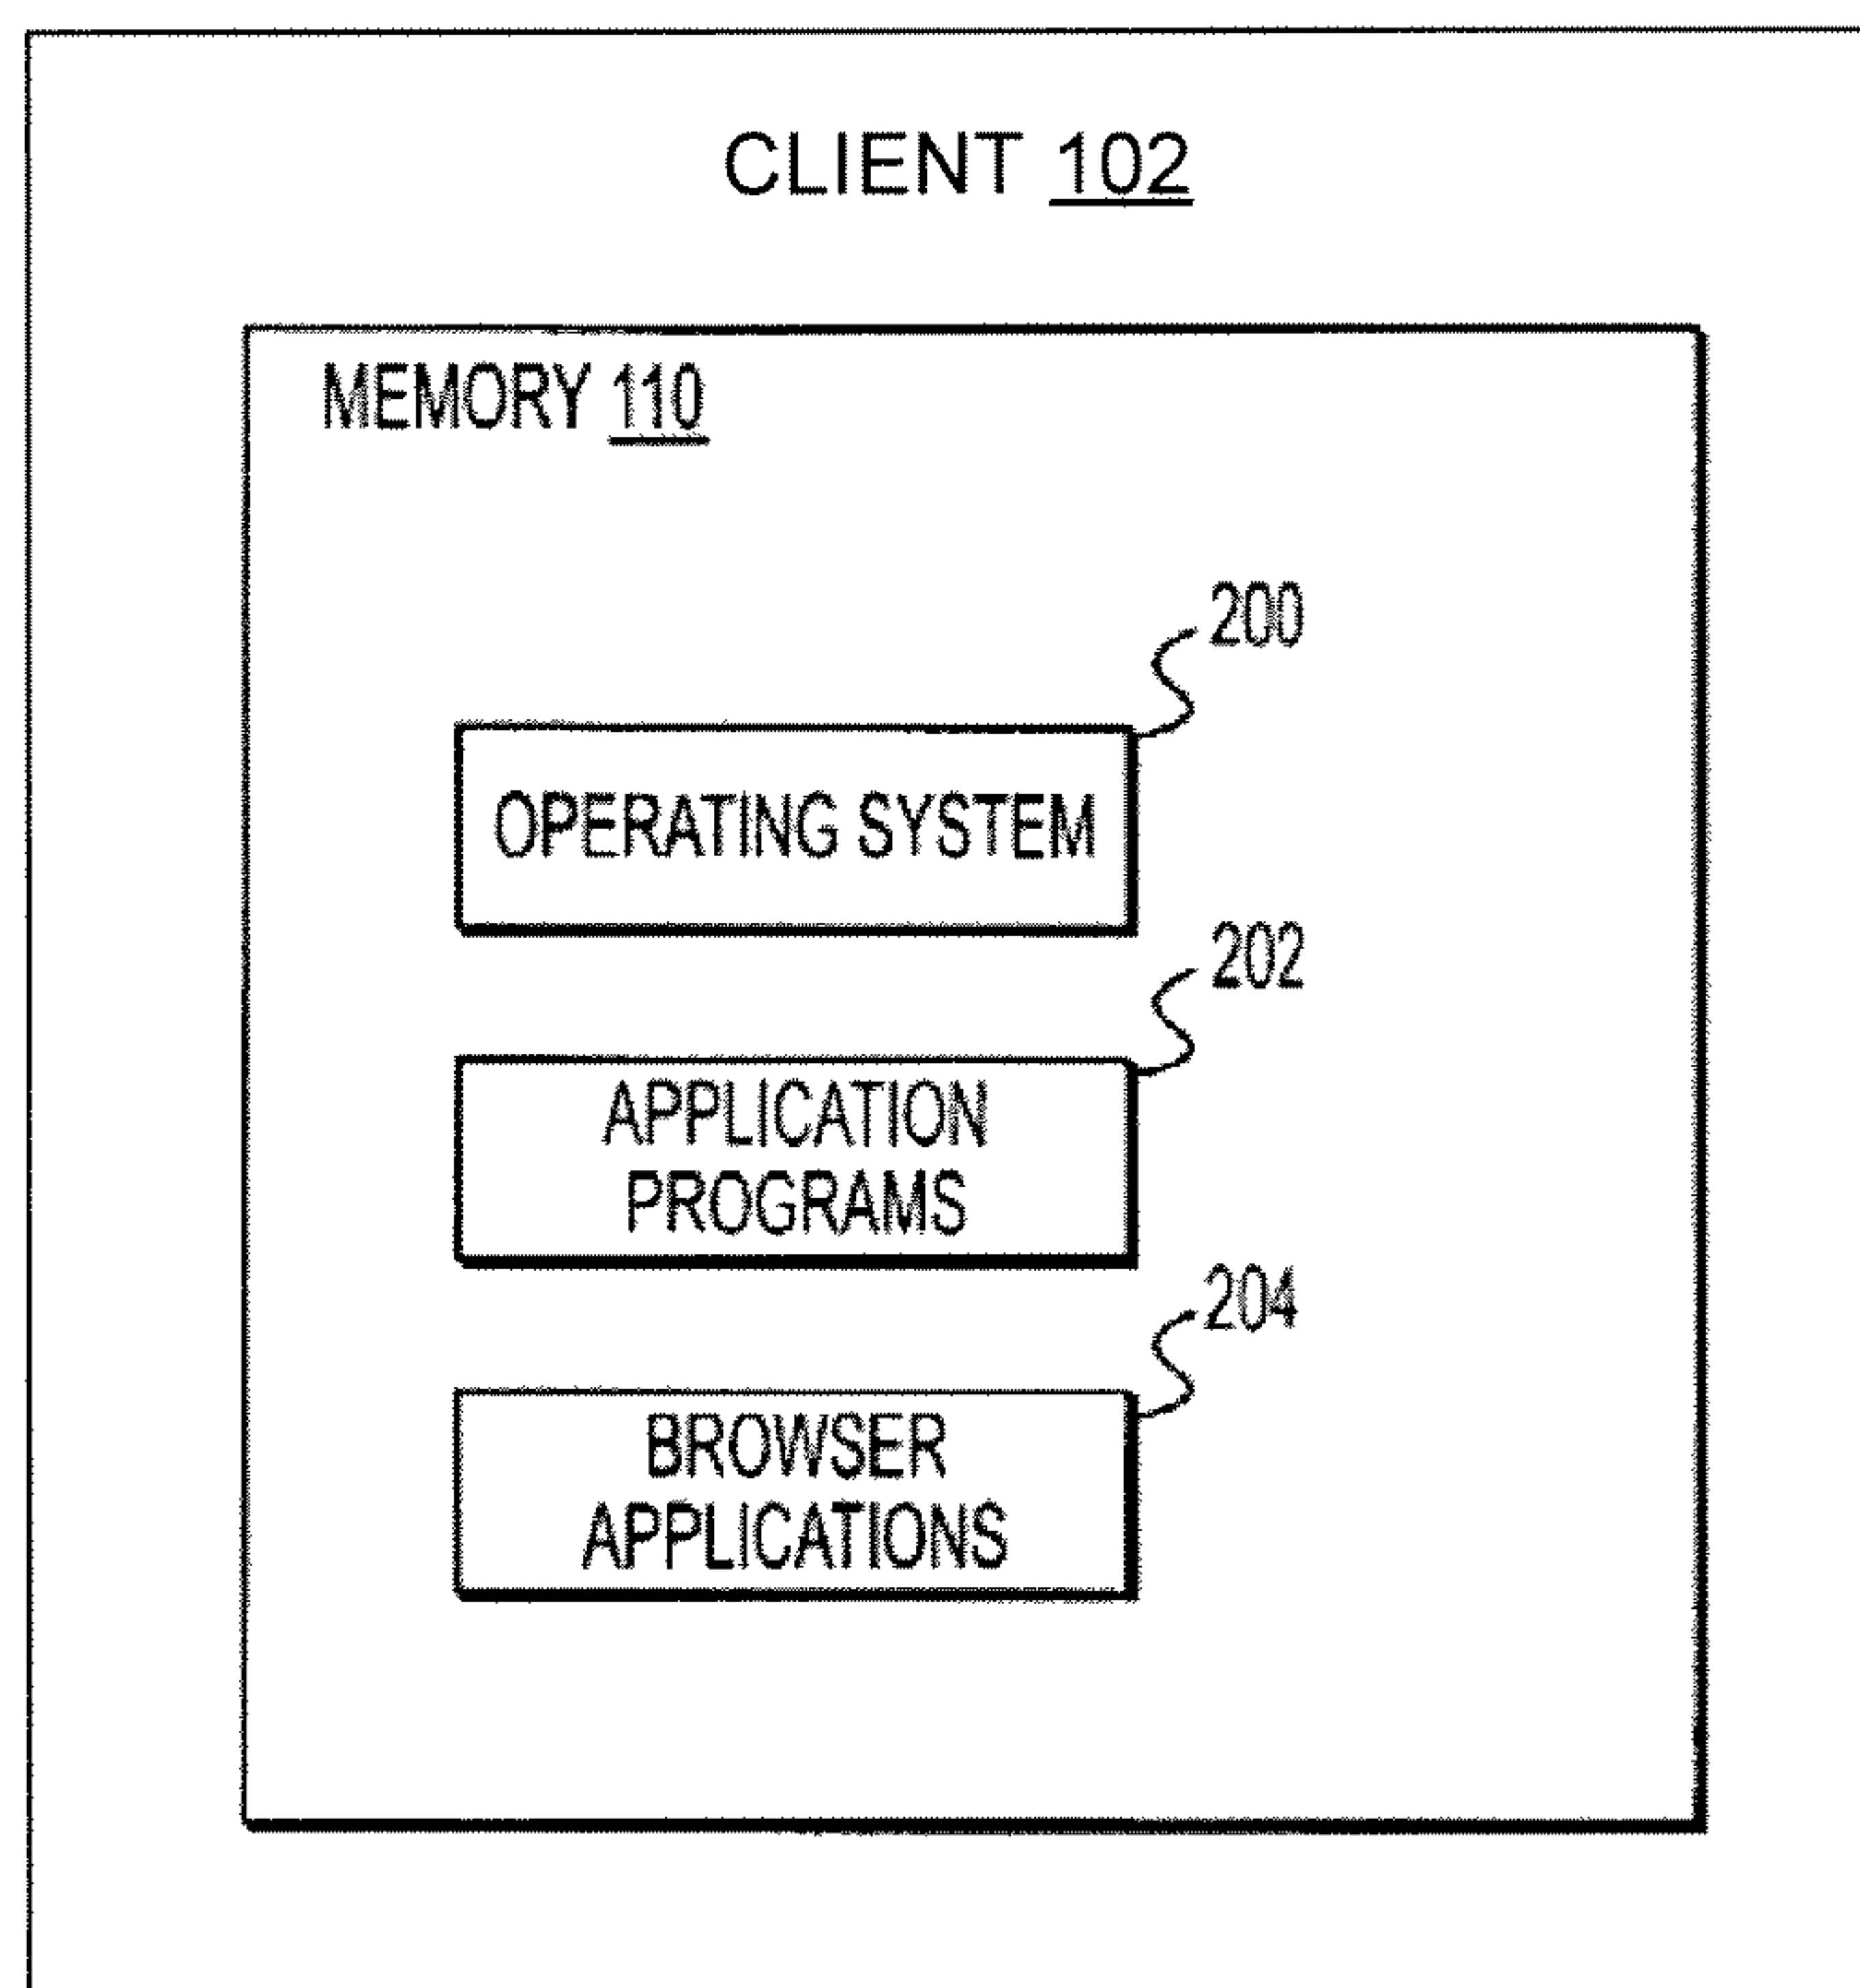 CLIENT 102
MEMORY 110
200
OPERATING SYSTEM
202
APPLICATION
PROGRAMS
204
BROWSER
APPLICATIONS